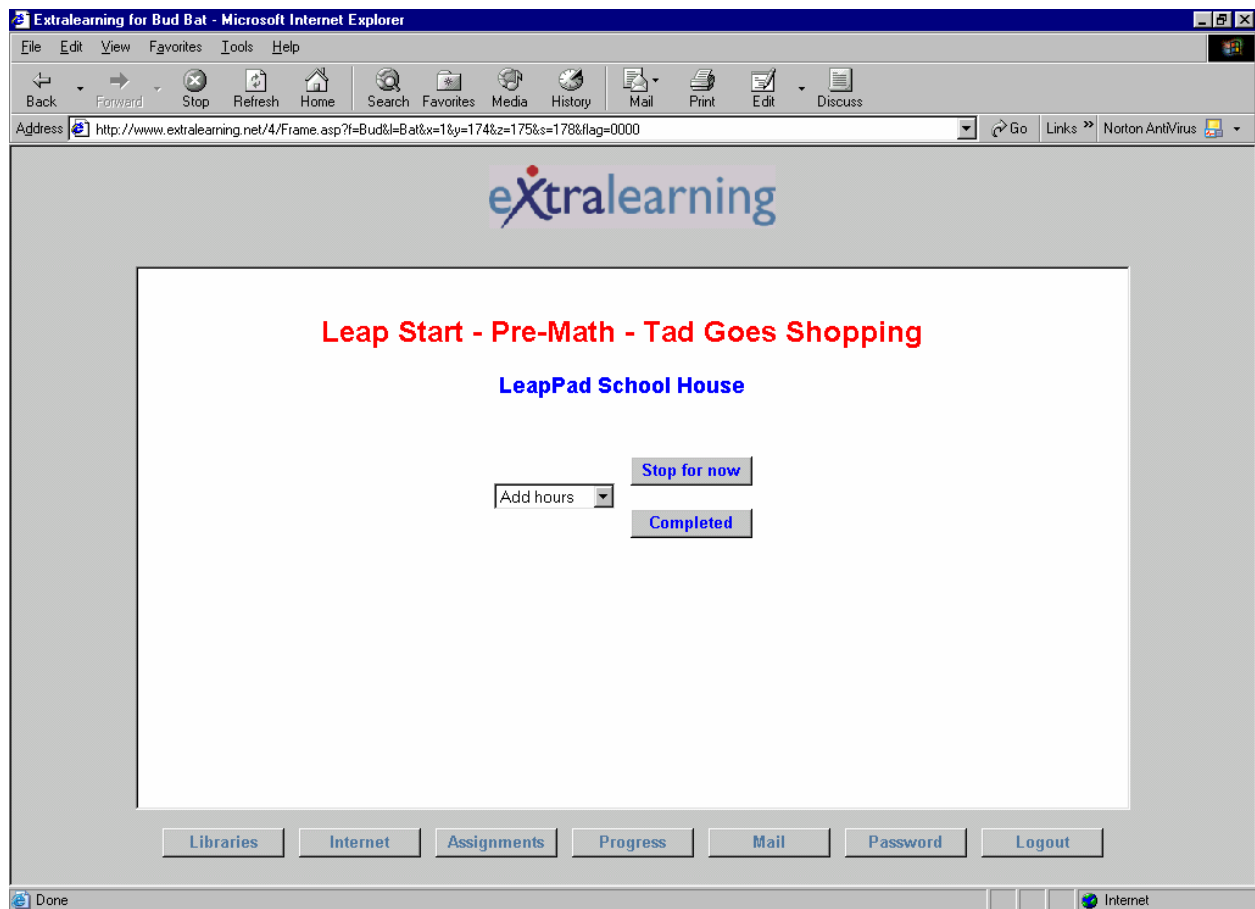 Extralearning for Bud Bat - Microsoft Internet Explorer
File Edit View Favorites Tools Help
Back Forward Stop Refresh Home Search Favorites Media History Mail Print Edit Discuss
Address http://www.extralearning.net/4/Frame.asp?f=Bud&l=Bat&x=1&y=174&z=175&s=178&flag=0000 Go Links » Norton AntiVirus
eXtralearning
Leap Start - Pre-Math - Tad Goes Shopping
LeapPad School House
Stop for now
Add hours
Completed
Libraries Internet Assignments Progress Mail Password Logout
Done Internet